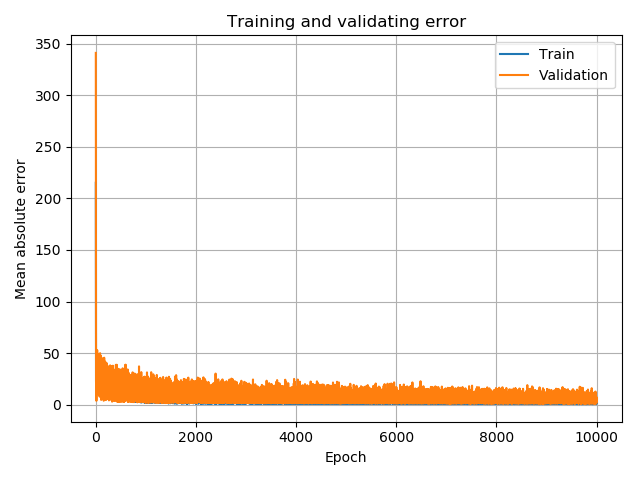 Training and validating error
350
300
250
200
150
100
50
0
Mean absolute error
Train
Validation
0 2000 4000 6000 8000 10000
Epoch